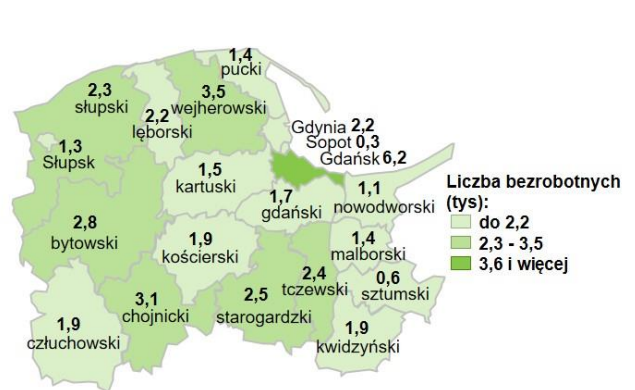 1,4
pucki
2,3
słupski
3,5
wejherowski
2,2
lęborski
Gdynia 2,2
Sopot 0,3
Gdańsk 6,2
1,3
Słupsk
1,5
kartuski
1,7
gdański
1,1
nowodworski
Liczba bezrobotnych
(tys):
do 2,2
2,3 - 3,5
3,6 i więcej
2,8
bytowski
1,9
kościerski
1,4
malborski
2,4
tczewski
0,6
sztumski
3,1
chojnicki
2,5
starogardzki
1,9
człuchowski
1,9
kwidzyński